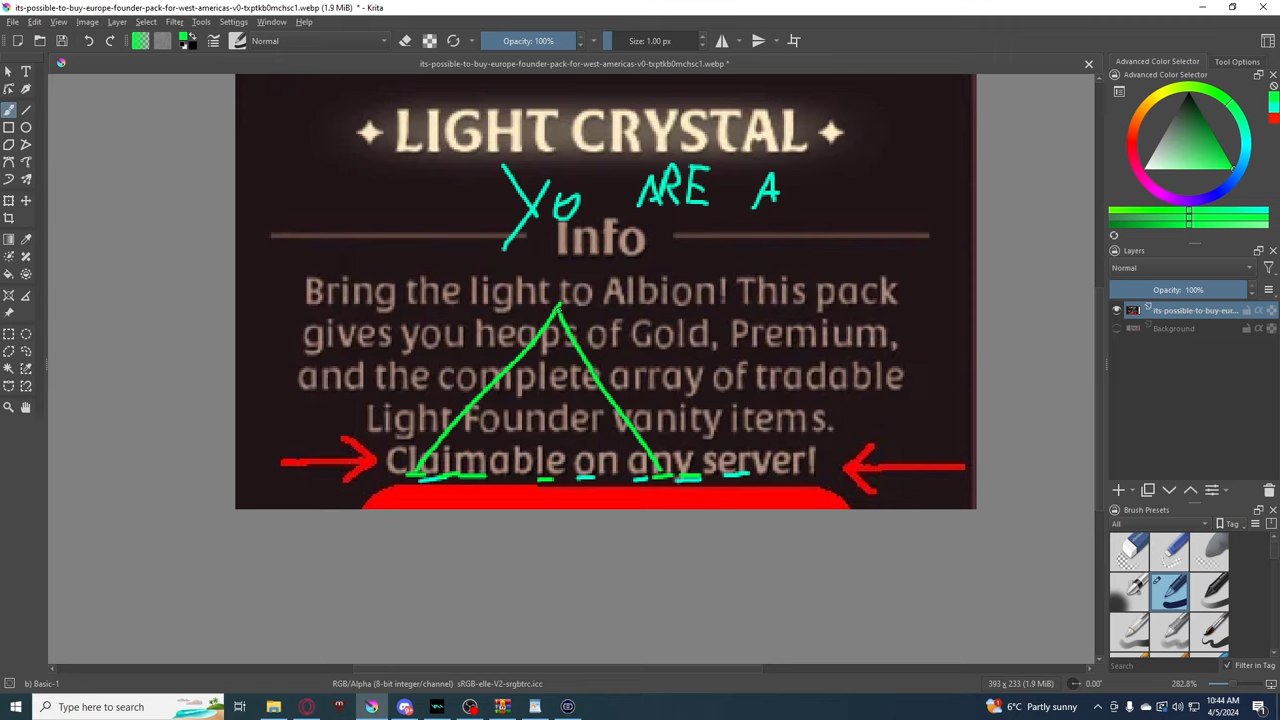 its-possible-to-buy-europe-founder-pack-for-west-americas-v0-txptkb0mchsc1.webp (1.9 MiB) * - Krita
File Edit View Image Layer Select Filter Tools Settings Window Help
Normal Opacity: 100% Size: 1.00 px
its-possible-to-buy-europe-founder-pack-for-west-americas-v0-txptkb0mchsc1.webp *
Advanced Color Selector Tool Options
Advanced Color Selector
LIGHT CRYSTAL
YO ARE A
Info
Bring the light to Albion! This pack
gives you heaps of Gold, Premium,
and the complete array of tradable
Light Founder vanity items.
Claimable on any server!
Layers
Normal
Opacity: 100%
its-possible-to-buy-eur...
Background
Brush Presets
All Tag
Search Filter in Tag
b) Basic-1 RGB/Alpha (8-bit integer/channel) sRGB-elle-V2-srgbtrc.icc 393 x 233 (1.9 MiB) 0.00° 282.8%
Type here to search 6°C Partly sunny 10:44 AM
4/5/2024